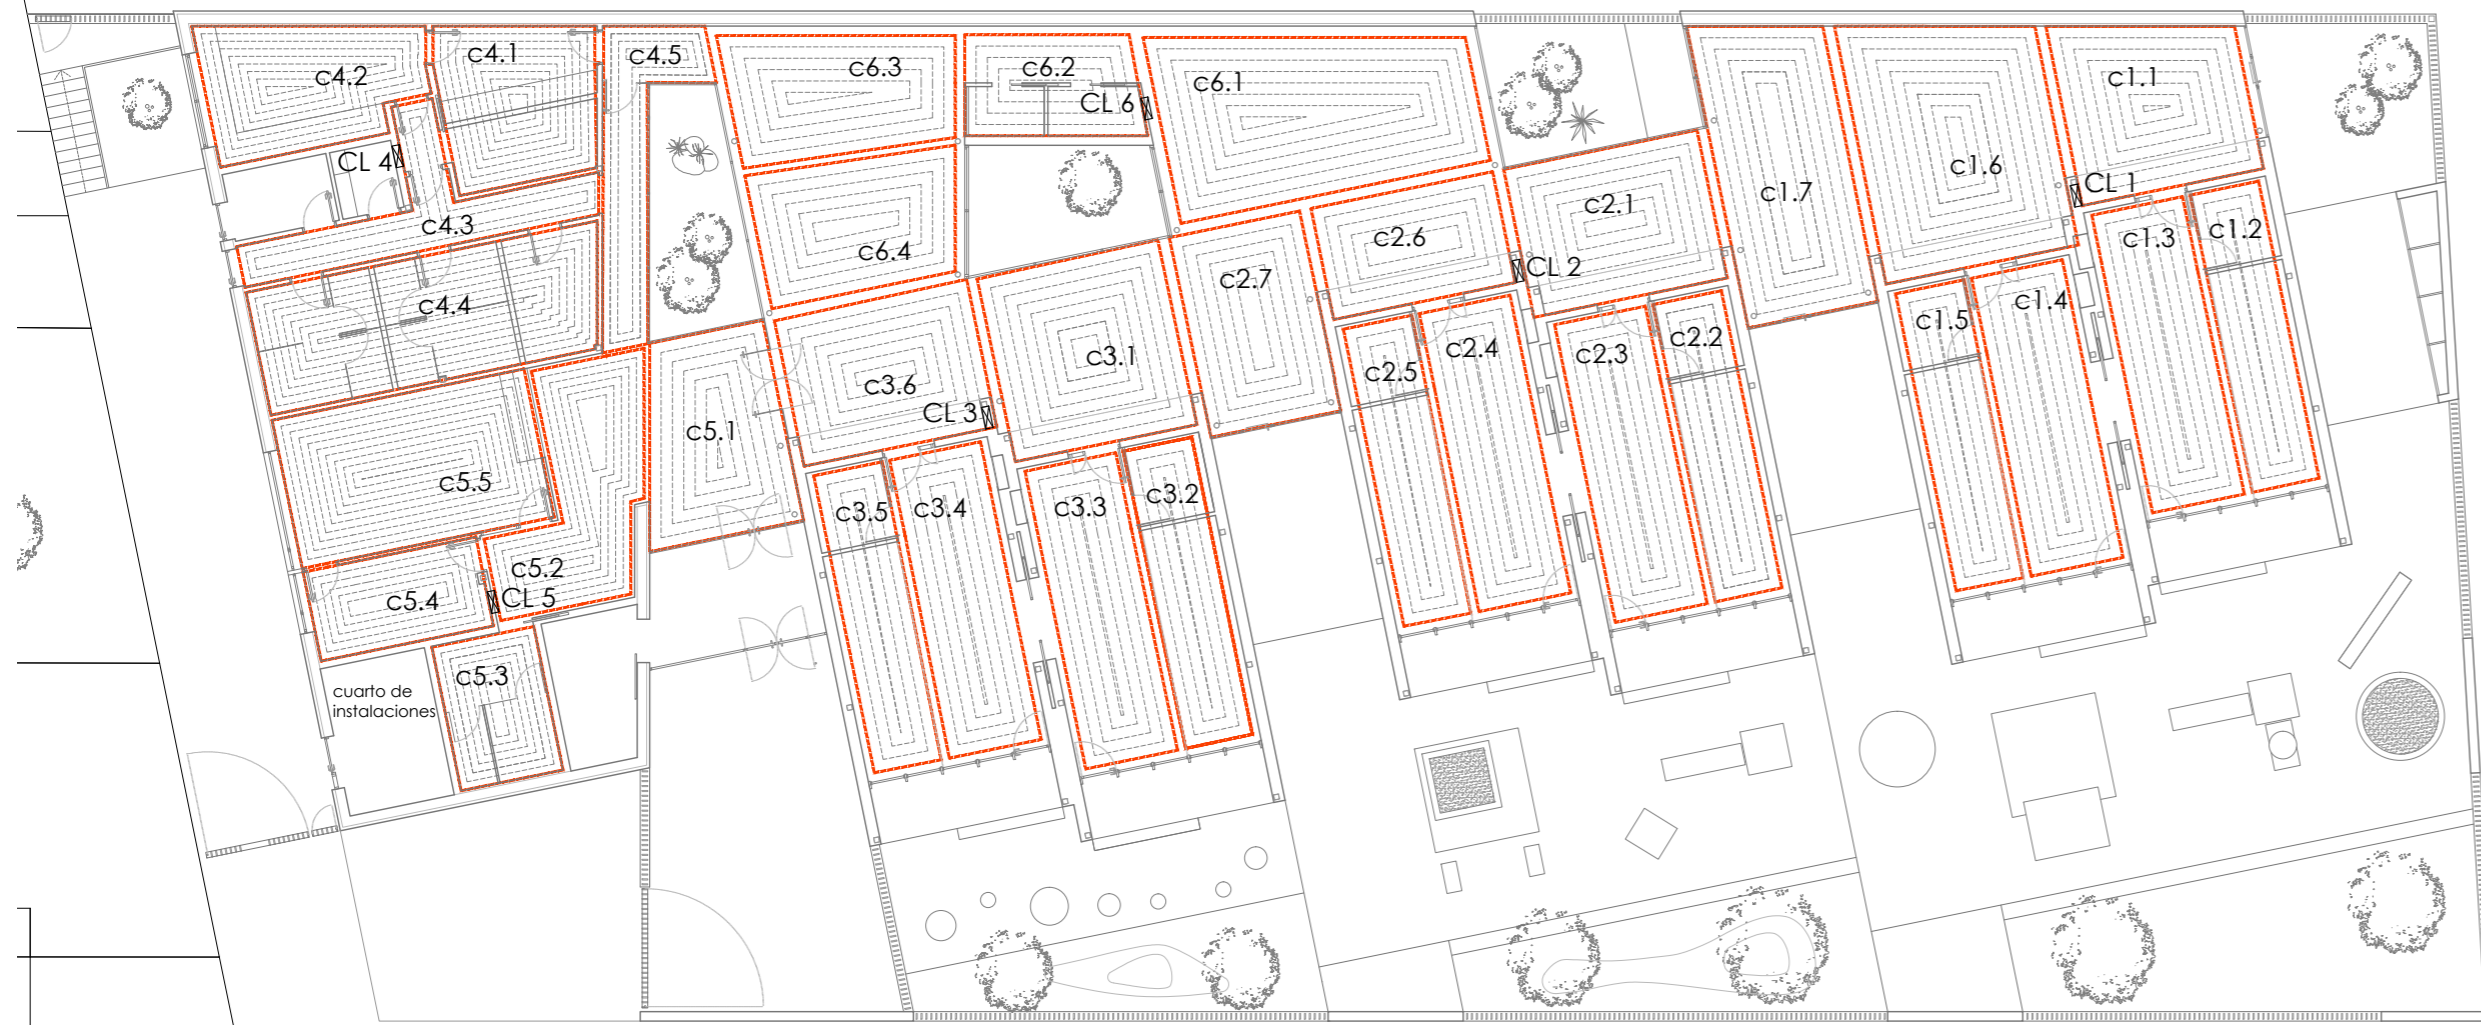 c4.2
c4.1
c4.5
c6.3
c6.2
c6.1
CL 6
c1.1
CL 4
c4.3
c6.4
c2.6
c2.1
c1.7
c1.6
CL 1
c1.3
c1.2
c4.4
c2.7
CL 2
c1.5
c1.4
c3.6
c3.1
c2.5
c2.4
c2.3
c2.2
CL 3
c5.1
c5.5
c3.5
c3.4
c3.3
c3.2
c5.2
c5.4
CL 5
c5.3
cuarto de
instalaciones